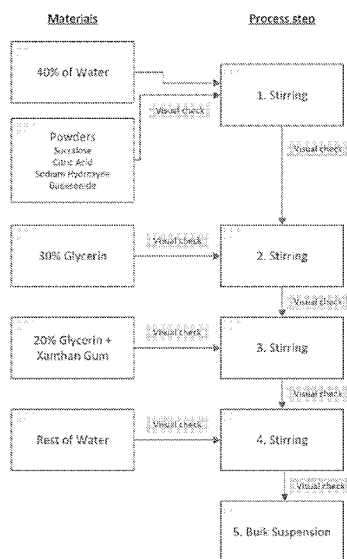 Materials
Process step
40% of Water
Visual check
1. Stirring
Powders
Sucralose
Citric Acid
Sodium Hydroxyle
Budesonide
Visual check
30% Glycerin
Visual check
2. Stirring
Visual check
20% Glycerin +
Xanthan Gum
Visual check
3. Stirring
Visual check
Rest of Water
Visual check
4. Stirring
Visual check
5. Bulk Suspension